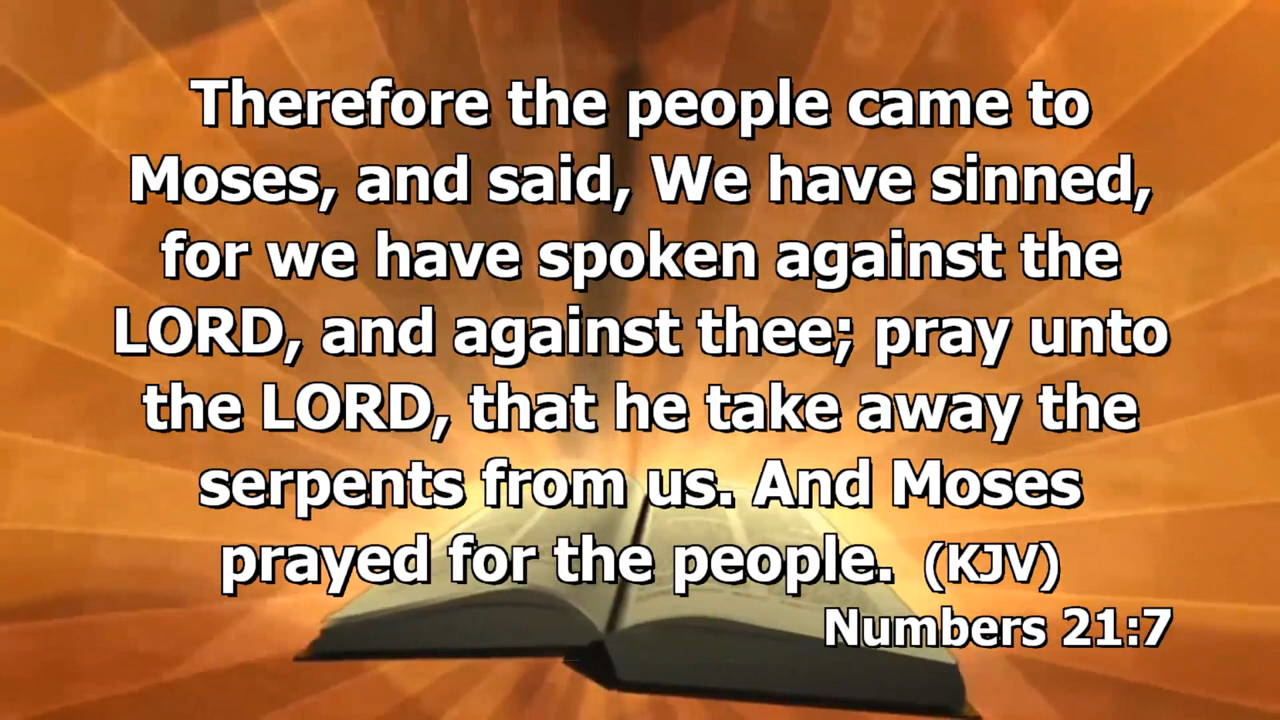 Therefore the people came to
Moses, and said, We have sinned,
for we have spoken against the
LORD, and against thee; pray unto
the LORD, that he take away the
serpents from us. And Moses
prayed for the people. (KJV)
Numbers 21:7